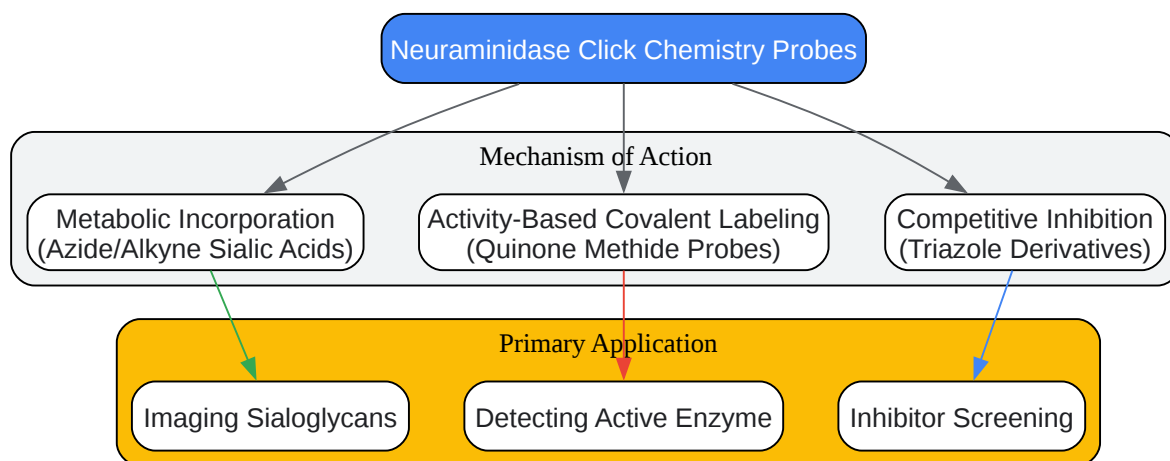 Neuraminidase Click Chemistry Probes
Mechanism of Action
Metabolic Incorporation
(Azide/Alkyne Sialic Acids)
Activity-Based Covalent Labeling
(Quinone Methide Probes)
Competitive Inhibition
(Triazole Derivatives)
Primary Application
Imaging Sialoglycans
Detecting Active Enzyme
Inhibitor Screening